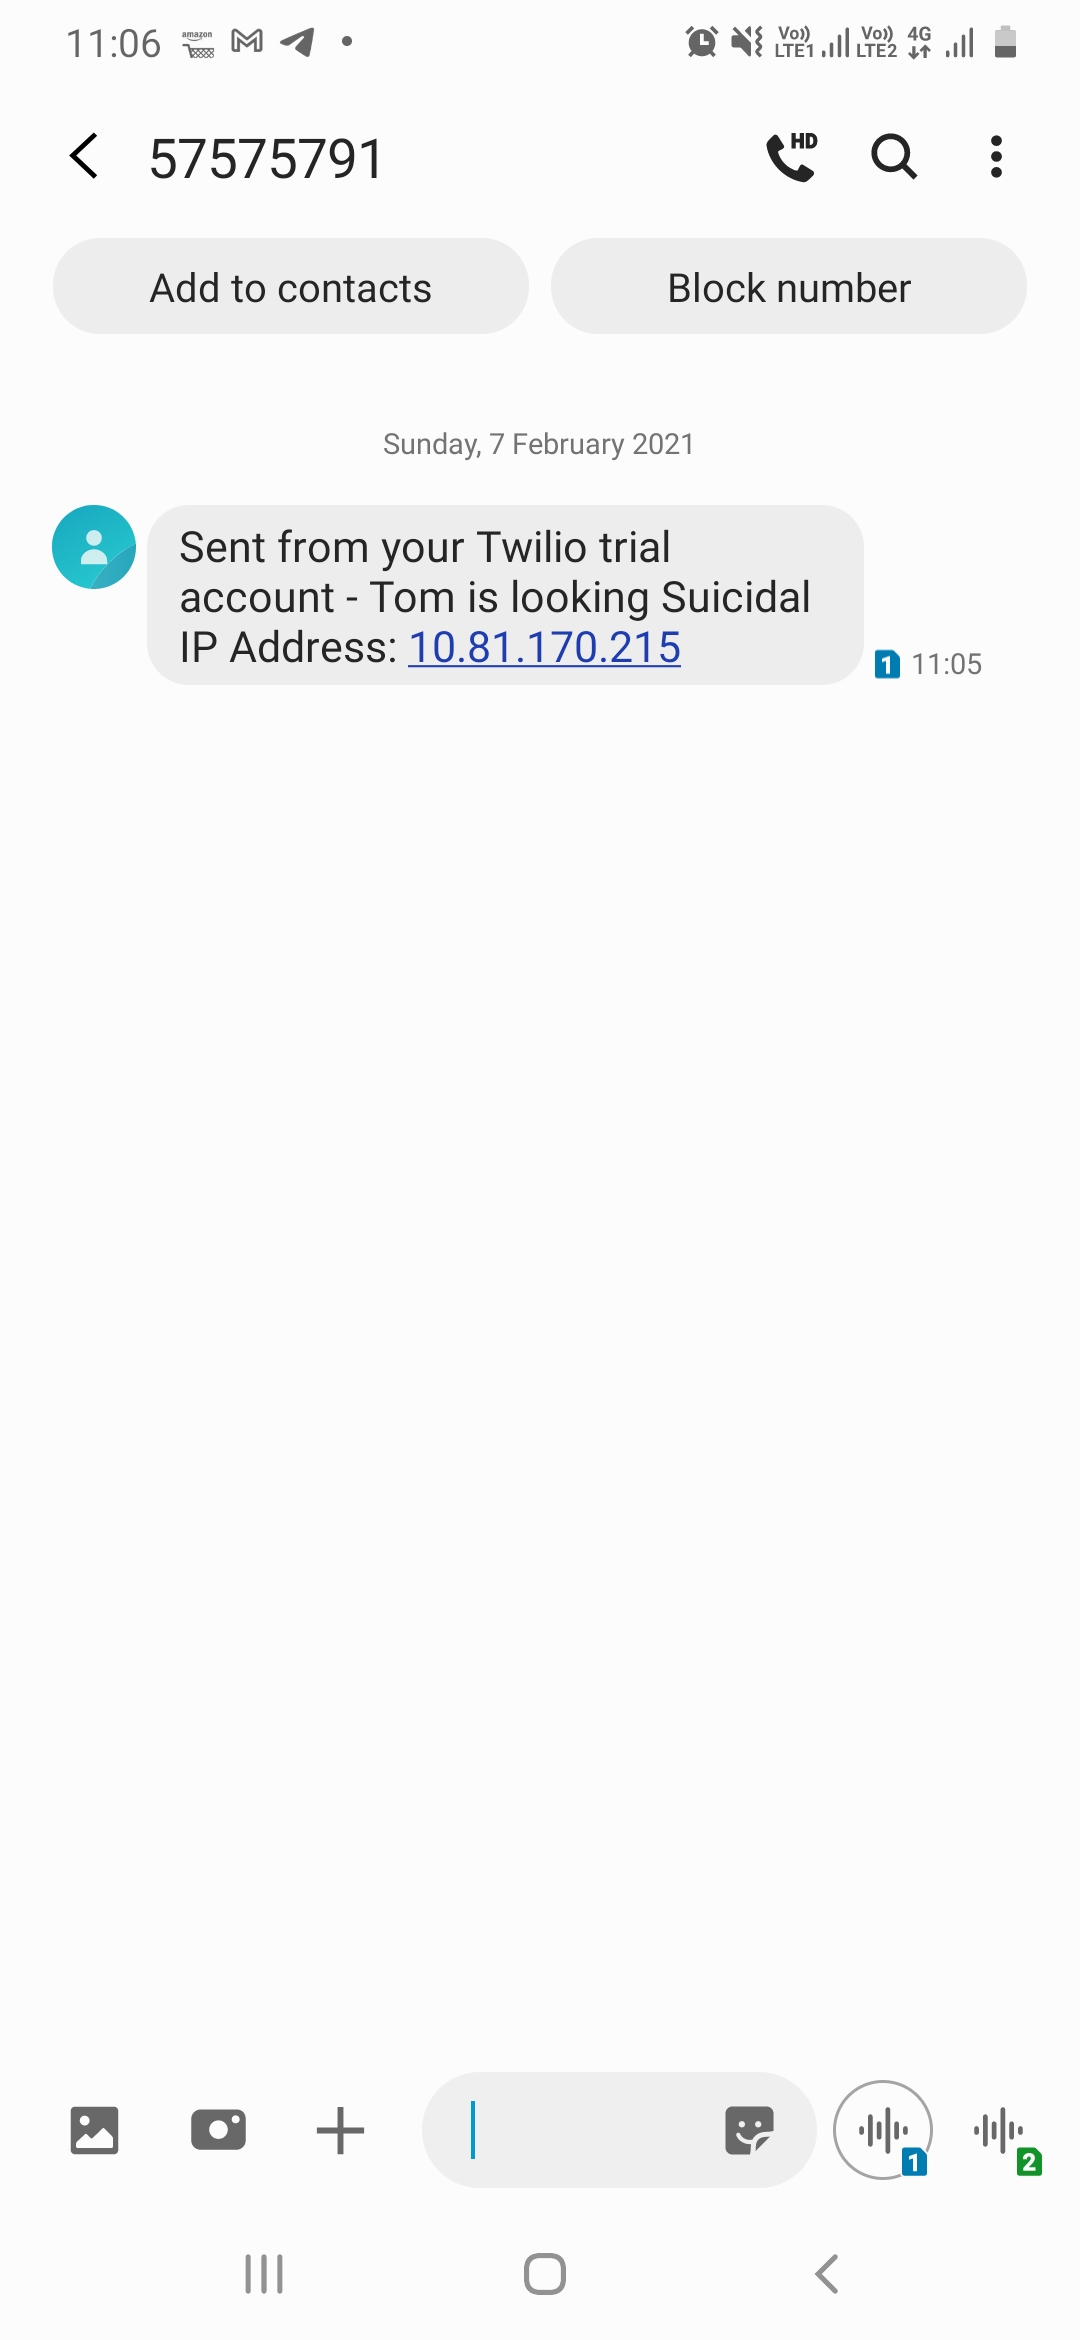 11:06 amazon Vo)) LTE1 Vo)) LTE2 4G
57575791 HD
Add to contacts Block number
Sunday, 7 February 2021
Sent from your Twilio trial
account - Tom is looking Suicidal
IP Address: 10.81.170.215
1 11:05
1 2